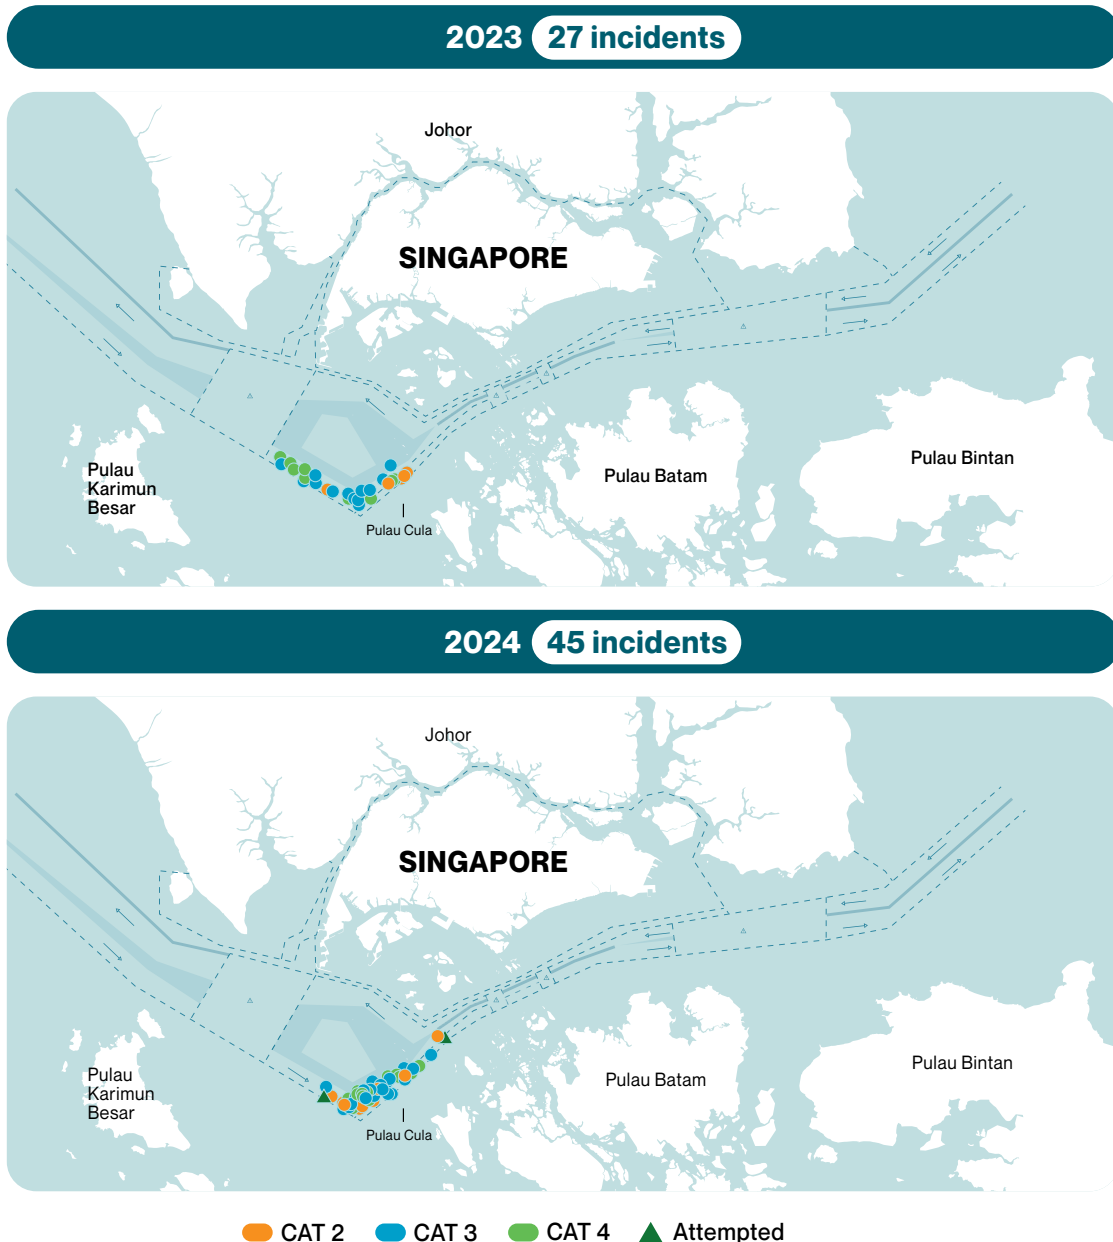 2023 27 incidents
Johor
SINGAPORE
Pulau
Karimun
Besar
Pulau Batam
Pulau Bintan
Pulau Cula
2024 45 incidents
Johor
SINGAPORE
Pulau
Karimun
Besar
Pulau Batam
Pulau Bintan
Pulau Cula
CAT 2 CAT 3 CAT 4 Attempted